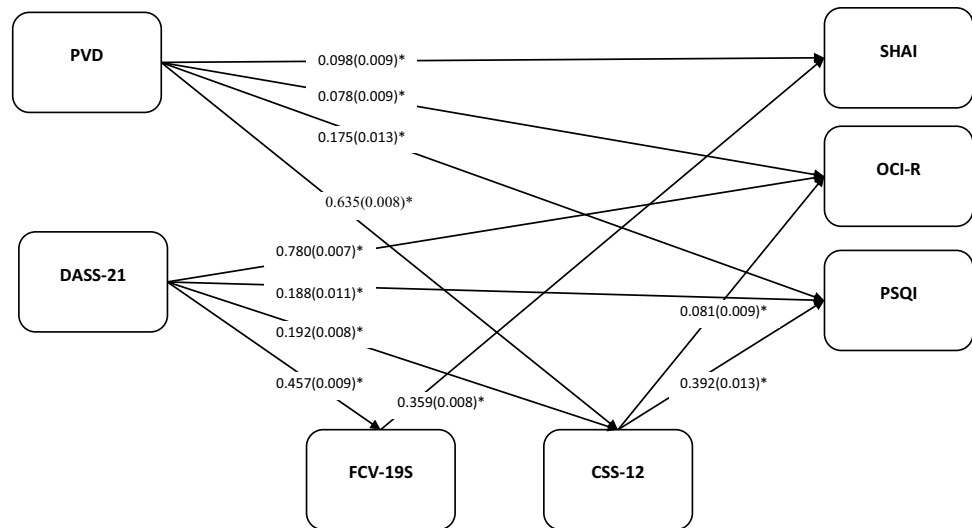 PVD
SHAI
0.098(0.009)*
0.078(0.009)*
0.175(0.013)*
OCI-R
0.635(0.008)*
0.780(0.007)*
DASS-21
0.188(0.011)*
PSQI
0.081(0.009)*
0.192(0.008)*
0.457(0.009)*
0.392(0.013)*
0.359(0.008)*
FCV-19S
CSS-12